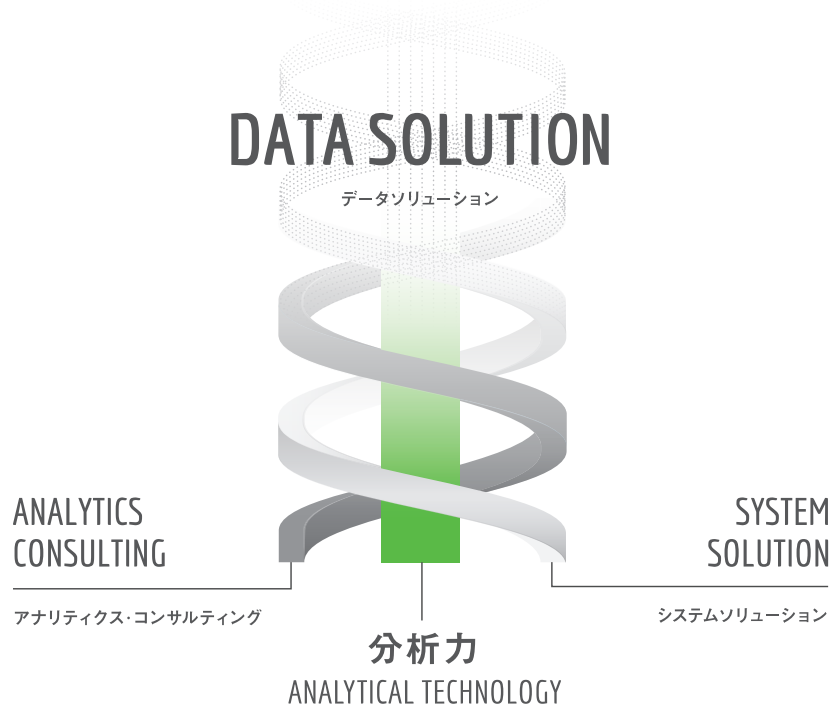 DATA SOLUTION
データソリューション
ANALYTICS
CONSULTING
アナリティクス・コンサルティング
SYSTEM
SOLUTION
システムソリューション
分析力
ANALYTICAL TECHNOLOGY